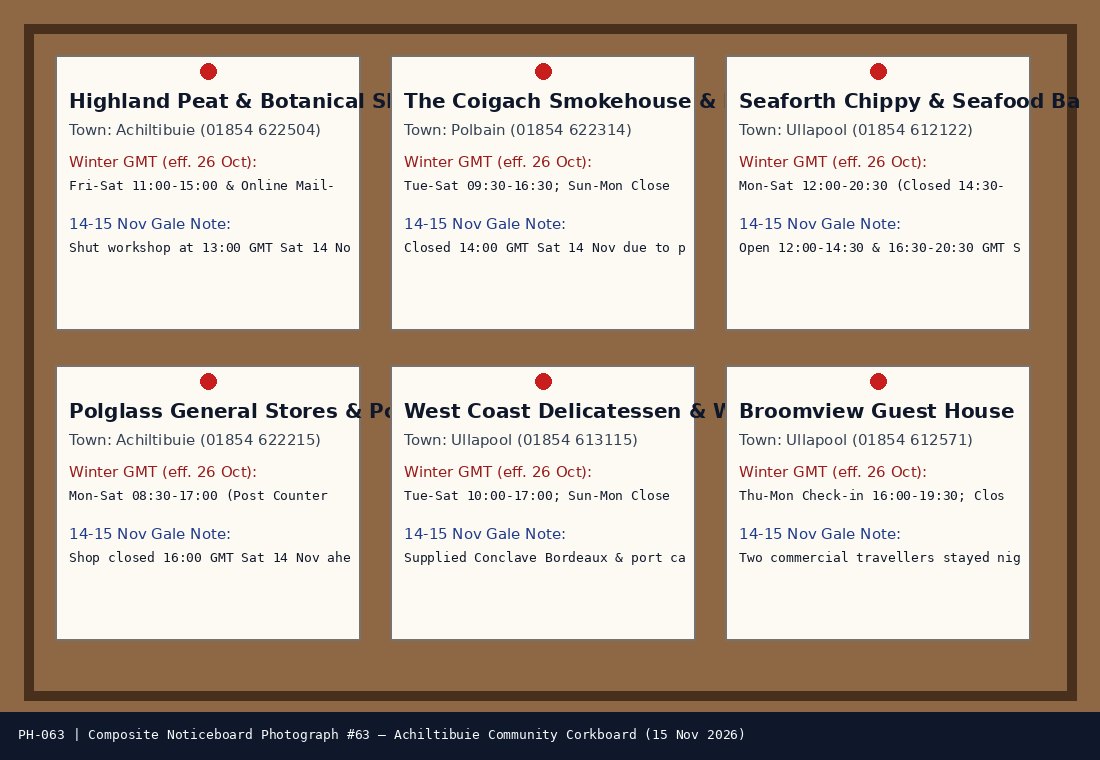 Highland Peat & Botanical
Town: Achiltibuie (01854 622504)
Winter GMT (eff. 26 Oct):
Fri-Sat 11:00-15:00 & Online Mail-
14-15 Nov Gale Note:
Shut workshop at 13:00 GMT Sat 14 No
The Coigach Smokehouse &
Town: Polbain (01854 622314)
Winter GMT (eff. 26 Oct):
Tue-Sat 09:30-16:30; Sun-Mon Close
14-15 Nov Gale Note:
Closed 14:00 GMT Sat 14 Nov due to p
Seaforth Chippy & Seafood Ba
Town: Ullapool (01854 612122)
Winter GMT (eff. 26 Oct):
Mon-Sat 12:00-20:30 (Closed 14:30-
14-15 Nov Gale Note:
Open 12:00-14:30 & 16:30-20:30 GMT S
Polglass General Stores & Po
Town: Achiltibuie (01854 622215)
Winter GMT (eff. 26 Oct):
Mon-Sat 08:30-17:00 (Post Counter
14-15 Nov Gale Note:
Shop closed 16:00 GMT Sat 14 Nov ahe
West Coast Delicatessen & W
Town: Ullapool (01854 613115)
Winter GMT (eff. 26 Oct):
Tue-Sat 10:00-17:00; Sun-Mon Close
14-15 Nov Gale Note:
Supplied Conclave Bordeaux & port ca
Broomview Guest House
Town: Ullapool (01854 612571)
Winter GMT (eff. 26 Oct):
Thu-Mon Check-in 16:00-19:30; Clos
14-15 Nov Gale Note:
Two commercial travellers stayed nig
PH-063 | Composite Noticeboard Photograph #63 — Achiltibuie Community Corkboard (15 Nov 2026)